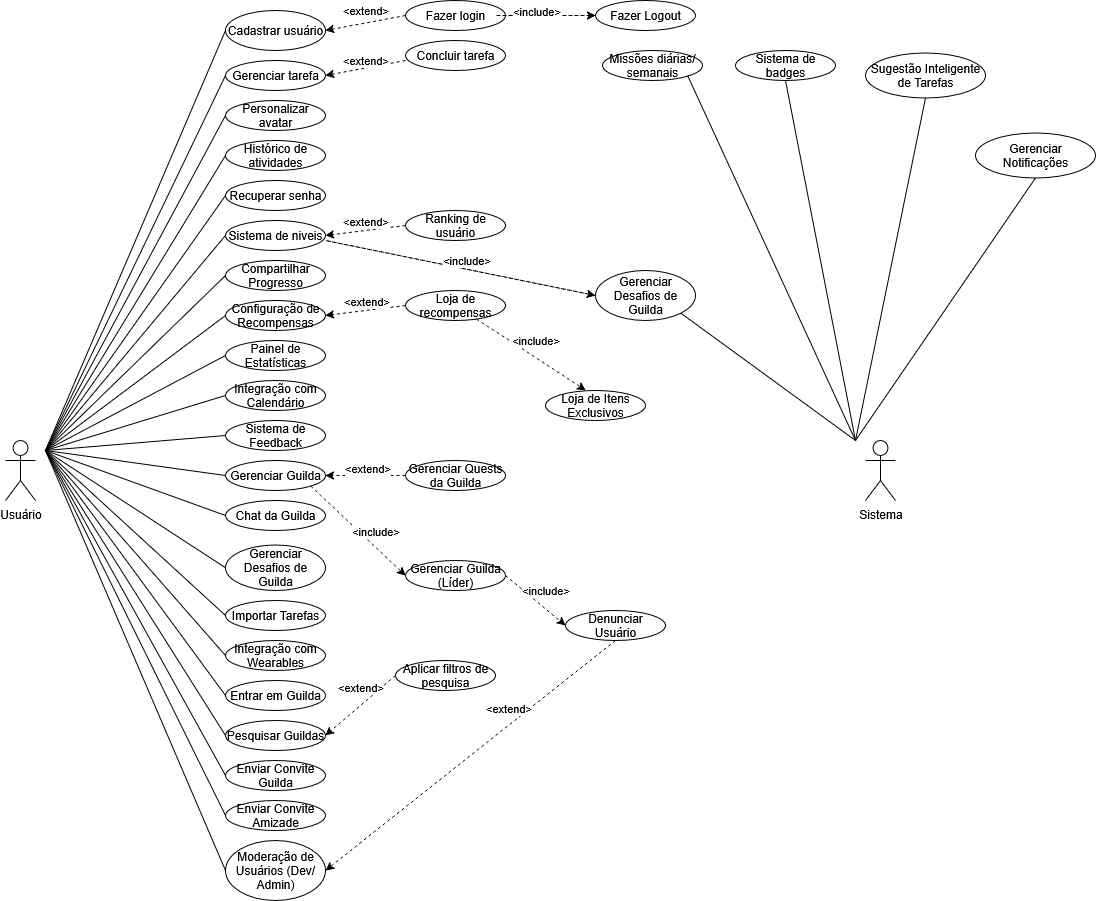 <extend>
Fazer login
<include>
Fazer Logout
Cadastrar usuário
<extend>
Concluir tarefa
Gerenciar tarefa
Missões diárias/
semanais
Sistema de
badges
Sugestão Inteligente
de Tarefas
Personalizar
avatar
Histórico de
atividades
Gerenciar
Notificações
Recuperar senha
<extend>
Ranking de
usuário
Sistema de niveis
<include>
Compartilhar
Progresso
Gerenciar
Desafios de
Guilda
Configuração de
Recompensas
<extend>
Loja de
recompensas
<include>
Painel de
Estatísticas
Integração com
Calendário
Loja de Itens
Exclusivos
Sistema de
Feedback
Gerenciar Guilda
<extend>
Gerenciar Quests
da Guilda
Usuário
Sistema
Chat da Guilda
<include>
Gerenciar
Desafios de
Guilda
Gerenciar Guilda
(Líder)
<include>
Importar Tarefas
Denunciar
Usuário
Integração com
Wearables
Aplicar filtros de
pesquisa
<extend>
Entrar em Guilda
<extend>
Pesquisar Guildas
Enviar Convite
Guilda
Enviar Convite
Amizade
Moderação de
Usuários (Dev/
Admin)